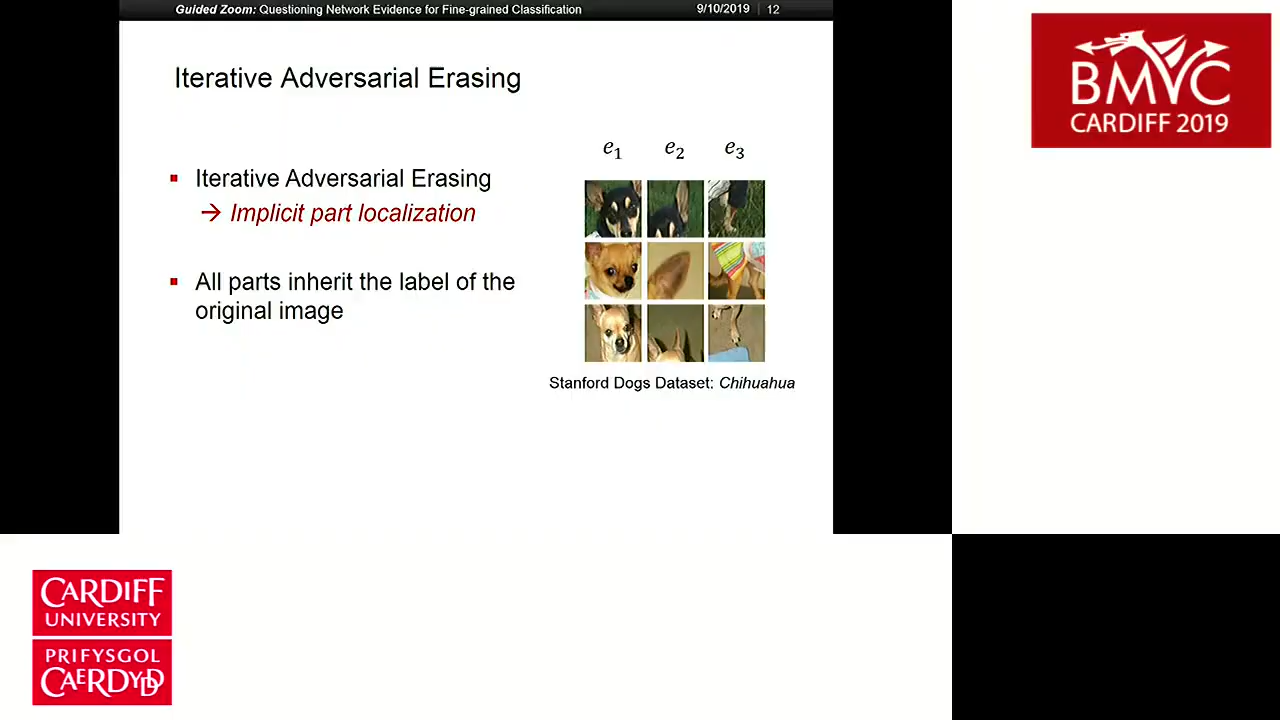 Guided Zoom: Questioning Network Evidence for Fine-grained Classification
9/10/2019 | 12
Iterative Adversarial Erasing
▪ Iterative Adversarial Erasing
→ Implicit part localization
▪ All parts inherit the label of the
original image
e1 e2 e3
Stanford Dogs Dataset: Chihuahua
BMVC
CARDIFF 2019
CARDIFF
UNIVERSITY
PRIFYSGOL
CAERDYDD